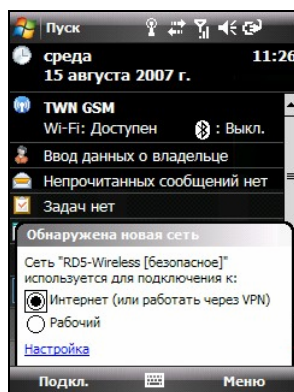 Пуск
среда 11:26
15 августа 2007 г.
TWN GSM
Wi-Fi: Доступен : Выкл.
Ввод данных о владельце
Непрочитанных сообщений нет
Задач нет
Обнаружена новая сеть
Сеть "RD5-Wireless [безопасное]"
используется для подключения к:
Интернет (или работать через VPN)
Рабочий
Настройка
Подкл. Меню